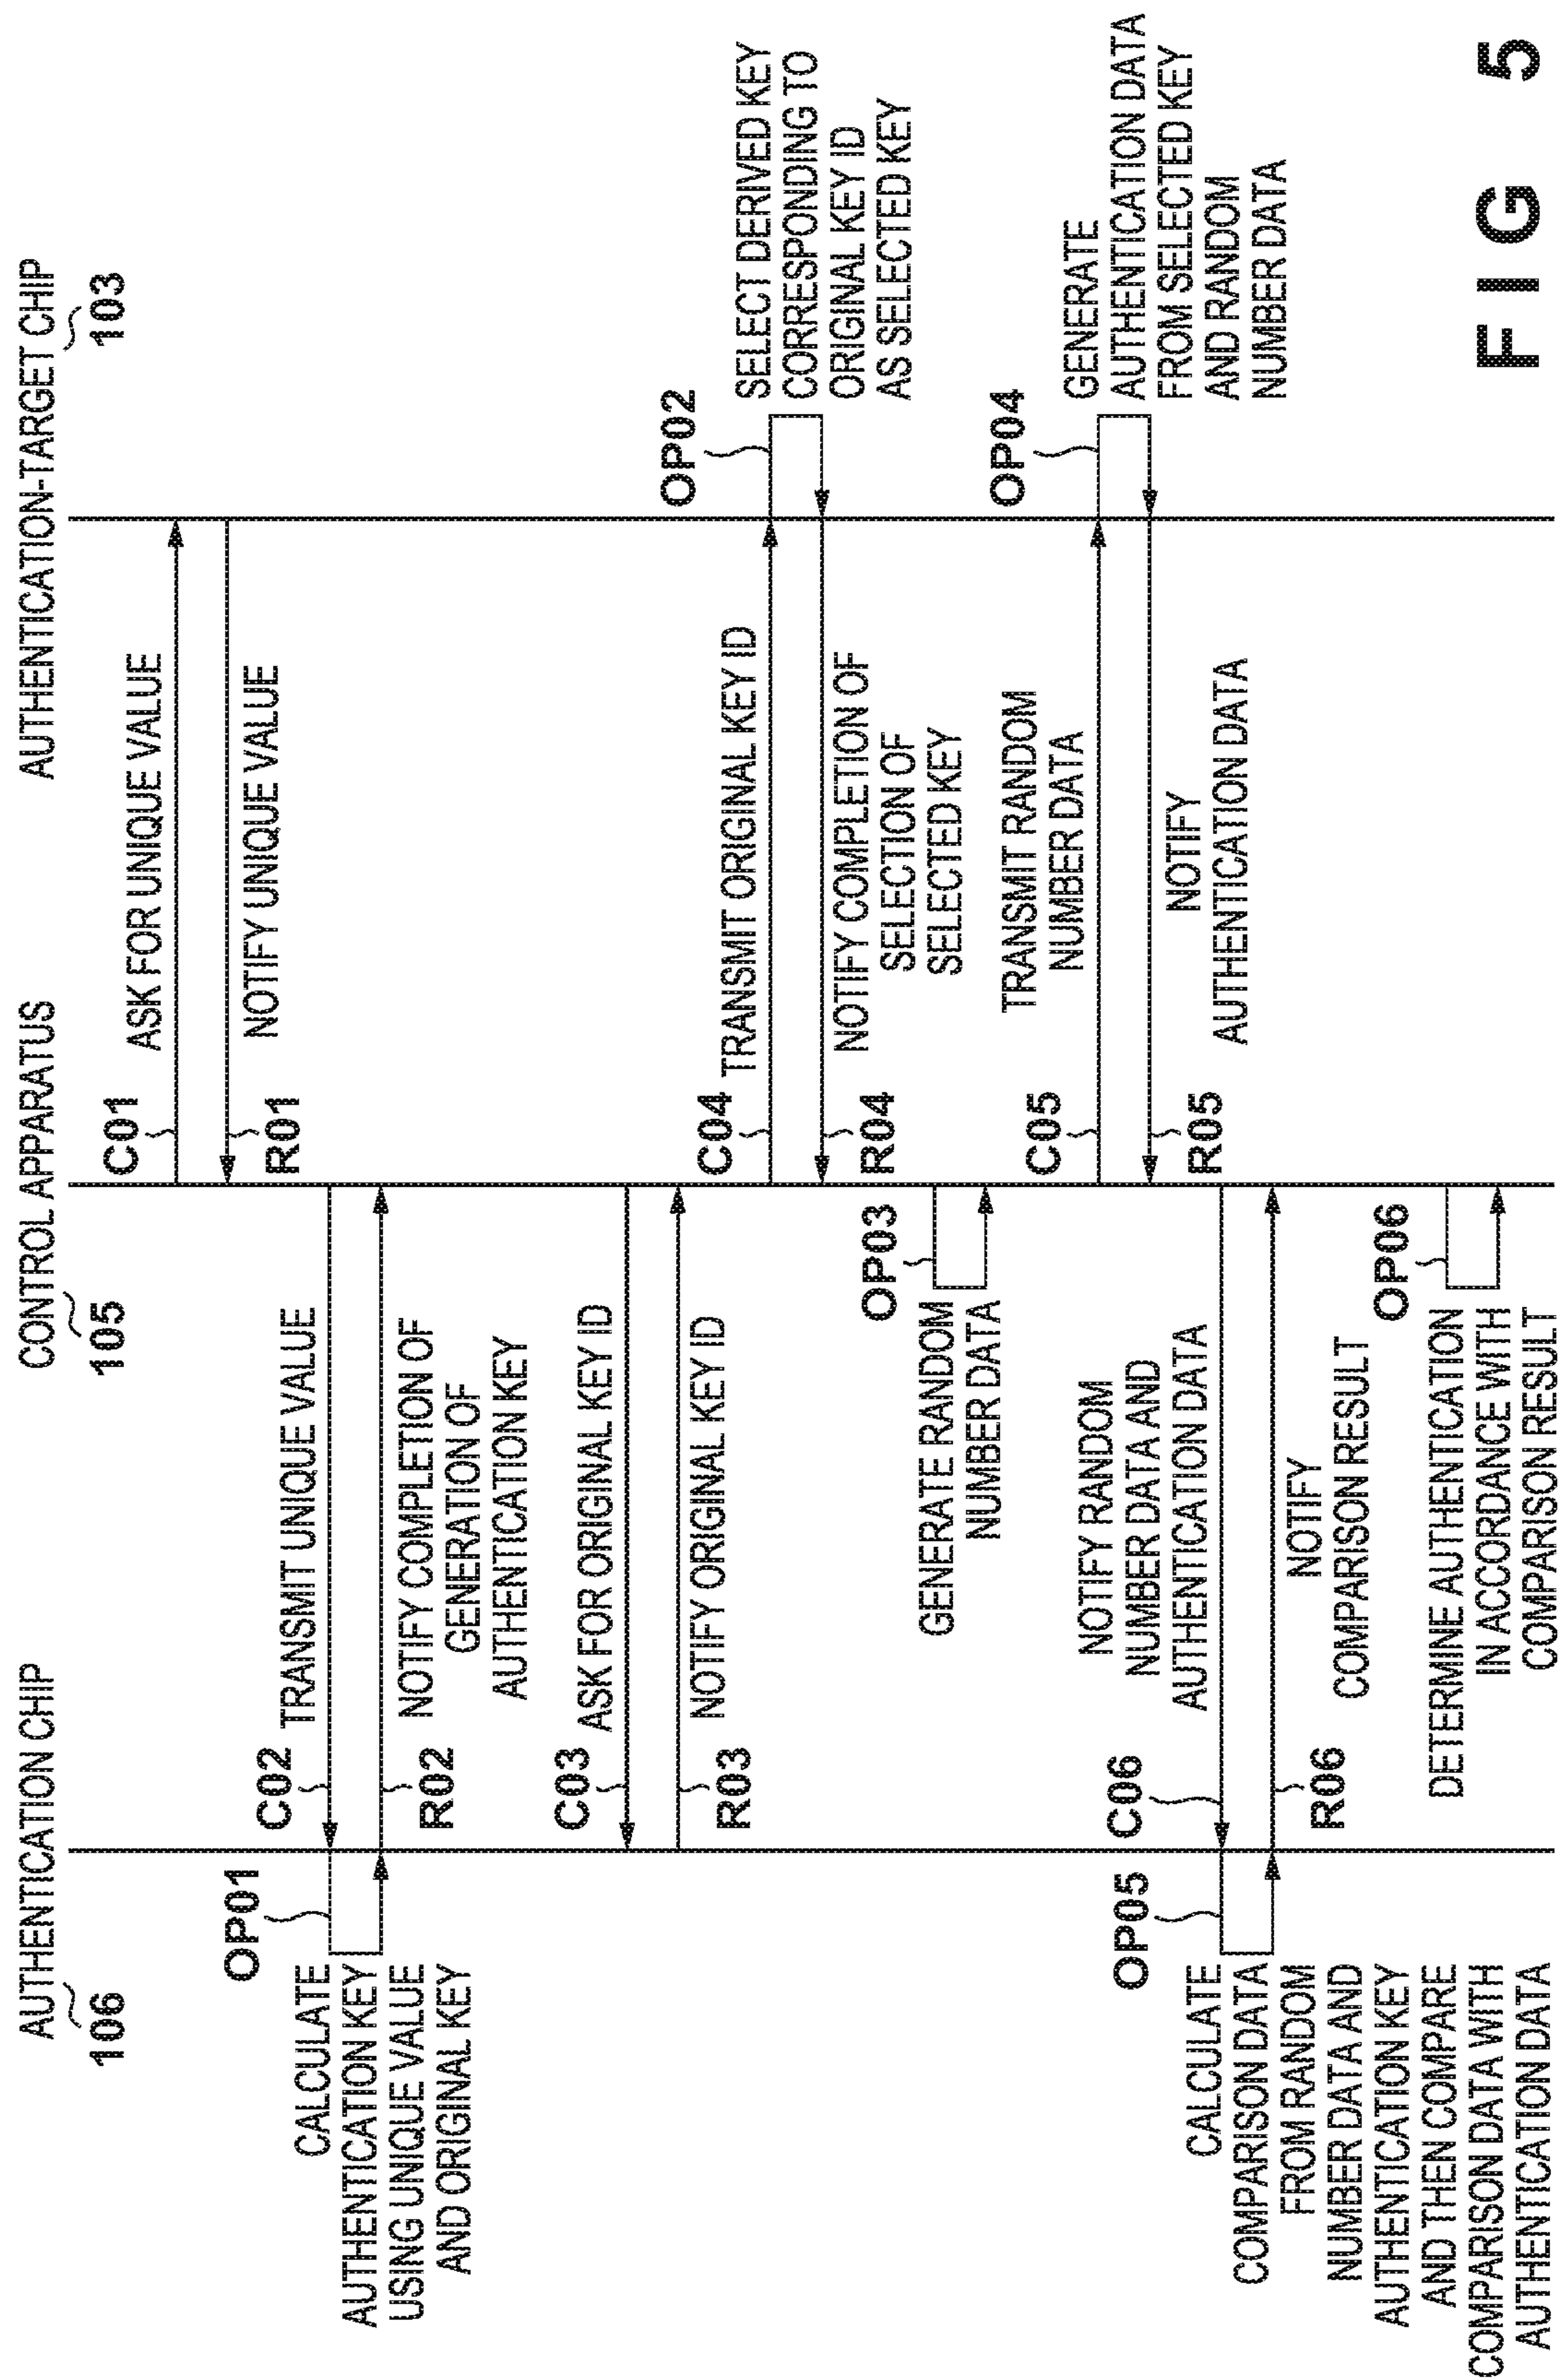 AUTHENTICATION CHIP
106
CONTROL APPARATUS
105
AUTHENTICATION-TARGET CHIP
103
C01
ASK FOR UNIQUE VALUE
R01
NOTIFY UNIQUE VALUE
OP01
CALCULATE
AUTHENTICATION KEY
USING UNIQUE VALUE
AND ORIGINAL KEY
C02
TRANSMIT UNIQUE VALUE
R02
NOTIFY COMPLETION OF
GENERATION OF
AUTHENTICATION KEY
C03
ASK FOR ORIGINAL KEY ID
R03
NOTIFY ORIGINAL KEY ID
C04
TRANSMIT ORIGINAL KEY ID
R04
NOTIFY COMPLETION OF
SELECTION OF
SELECTED KEY
OP02
SELECT DERIVED KEY
CORRESPONDING TO
ORIGINAL KEY ID
AS SELECTED KEY
OP03
GENERATE RANDOM
NUMBER DATA
C05
TRANSMIT RANDOM
NUMBER DATA
R05
NOTIFY
AUTHENTICATION DATA
OP04
GENERATE
AUTHENTICATION DATA
FROM SELECTED KEY
AND RANDOM
NUMBER DATA
OP05
CALCULATE
COMPARISON DATA
FROM RANDOM
NUMBER DATA AND
AUTHENTICATION KEY
AND THEN COMPARE
COMPARISON DATA WITH
AUTHENTICATION DATA
C06
NOTIFY RANDOM
NUMBER DATA AND
AUTHENTICATION DATA
R06
NOTIFY
COMPARISON RESULT
OP06
DETERMINE AUTHENTICATION
IN ACCORDANCE WITH
COMPARISON RESULT
FIG 5